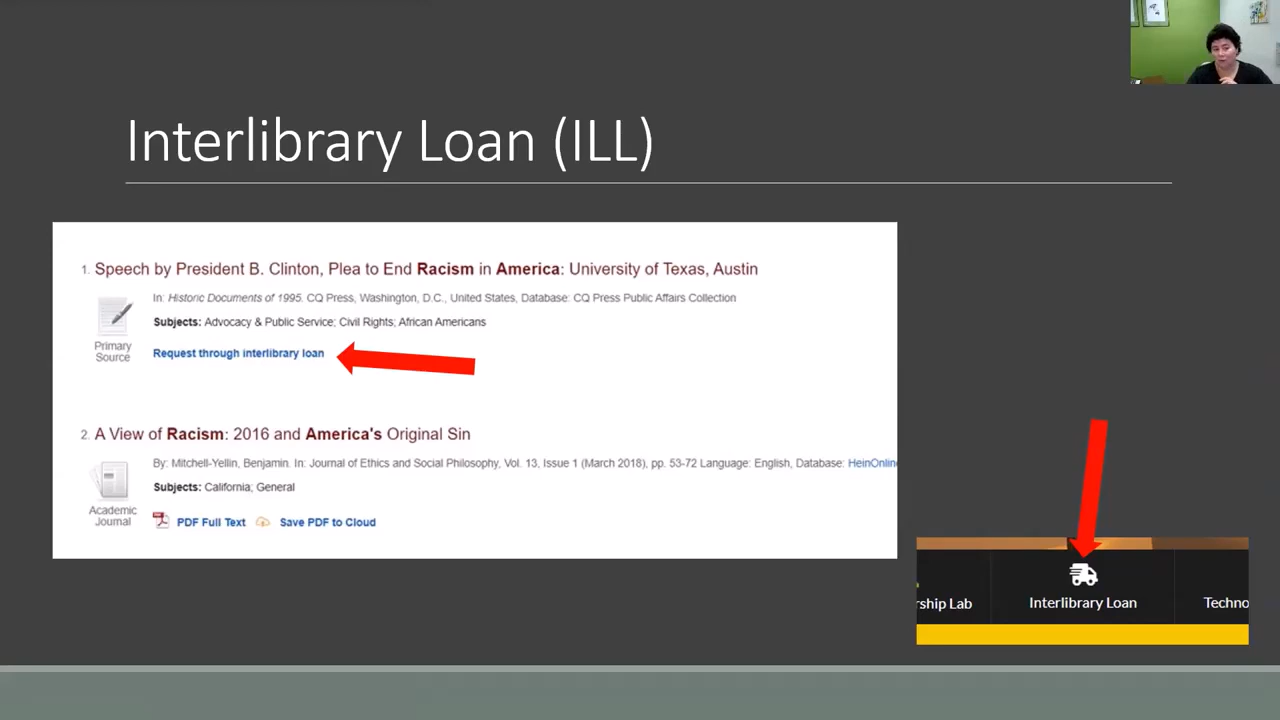 Interlibrary Loan (ILL)
1. Speech by President B. Clinton, Plea to End Racism in America: University of Texas, Austin
In: Historic Documents of 1995. CQ Press, Washington, D.C., United States, Database: CQ Press Public Affairs Collection
Subjects: Advocacy & Public Service; Civil Rights; African Americans
Primary
Source
Request through interlibrary loan
2. A View of Racism: 2016 and America's Original Sin
By: Mitchell-Yellin, Benjamin. In: Journal of Ethics and Social Philosophy, Vol. 13, Issue 1 (March 2018), pp. 53-72 Language: English, Database: HeinOnline
Subjects: California; General
Academic
Journal
PDF Full Text Save PDF to Cloud
rship Lab
Interlibrary Loan
Techno